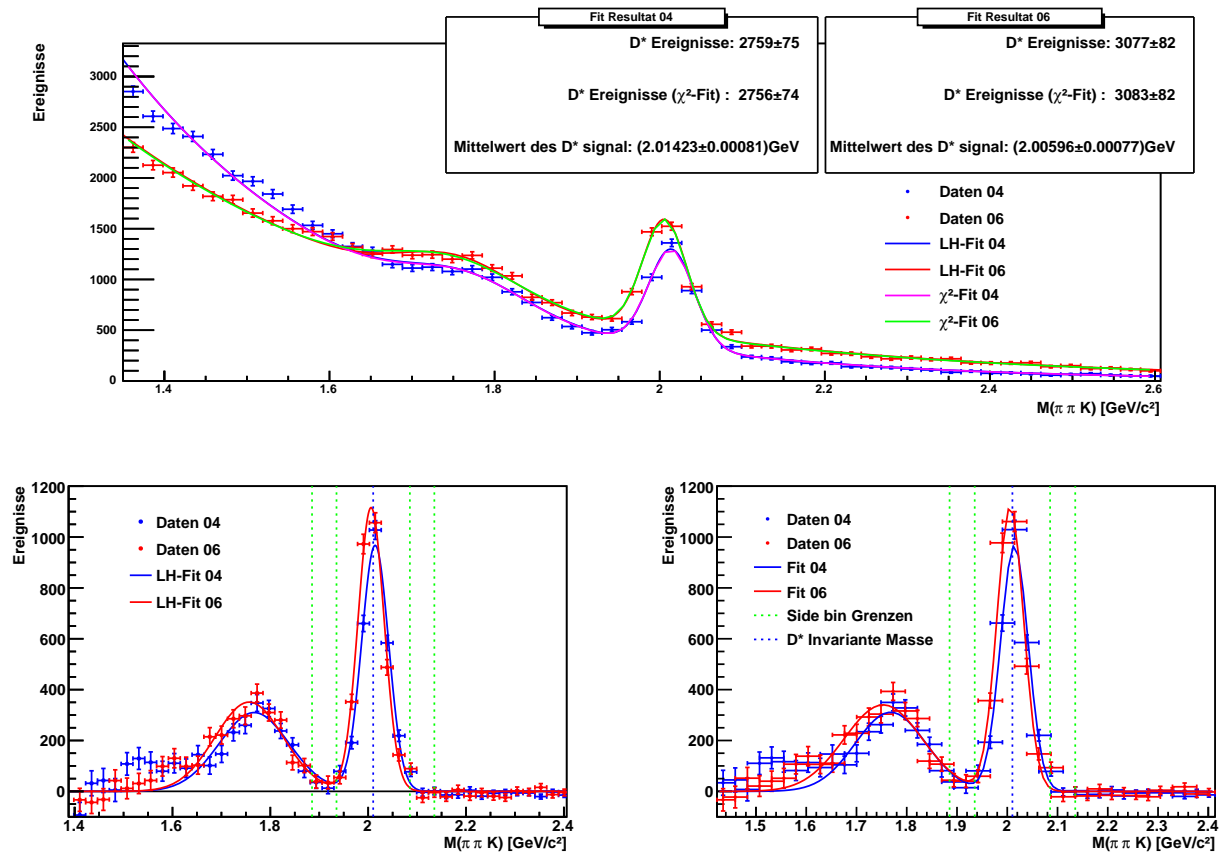 Fit Resultat 04
D* Ereignisse: 2759±75
D* Ereignisse (χ²-Fit) : 2756±74
Mittelwert des D* signal: (2.01423±0.00081)GeV
Fit Resultat 06
D* Ereignisse: 3077±82
D* Ereignisse (χ²-Fit) : 3083±82
Mittelwert des D* signal: (2.00596±0.00077)GeV
Ereignisse
3000
2500
2000
1500
1000
500
0
1.4 1.6 1.8 2 2.2 2.4 2.6
M(π π K) [GeV/c²]
Daten 04
Daten 06
LH-Fit 04
LH-Fit 06
χ²-Fit 04
χ²-Fit 06
Ereignisse
1200
1000
800
600
400
200
0
1.4 1.6 1.8 2 2.2 2.4
M(π π K) [GeV/c²]
Daten 04
Daten 06
LH-Fit 04
LH-Fit 06
Ereignisse
1200
1000
800
600
400
200
0
1.5 1.6 1.7 1.8 1.9 2 2.1 2.2 2.3 2.4
M(π π K) [GeV/c²]
Daten 04
Daten 06
Fit 04
Fit 06
Side bin Grenzen
D* Invariante Masse